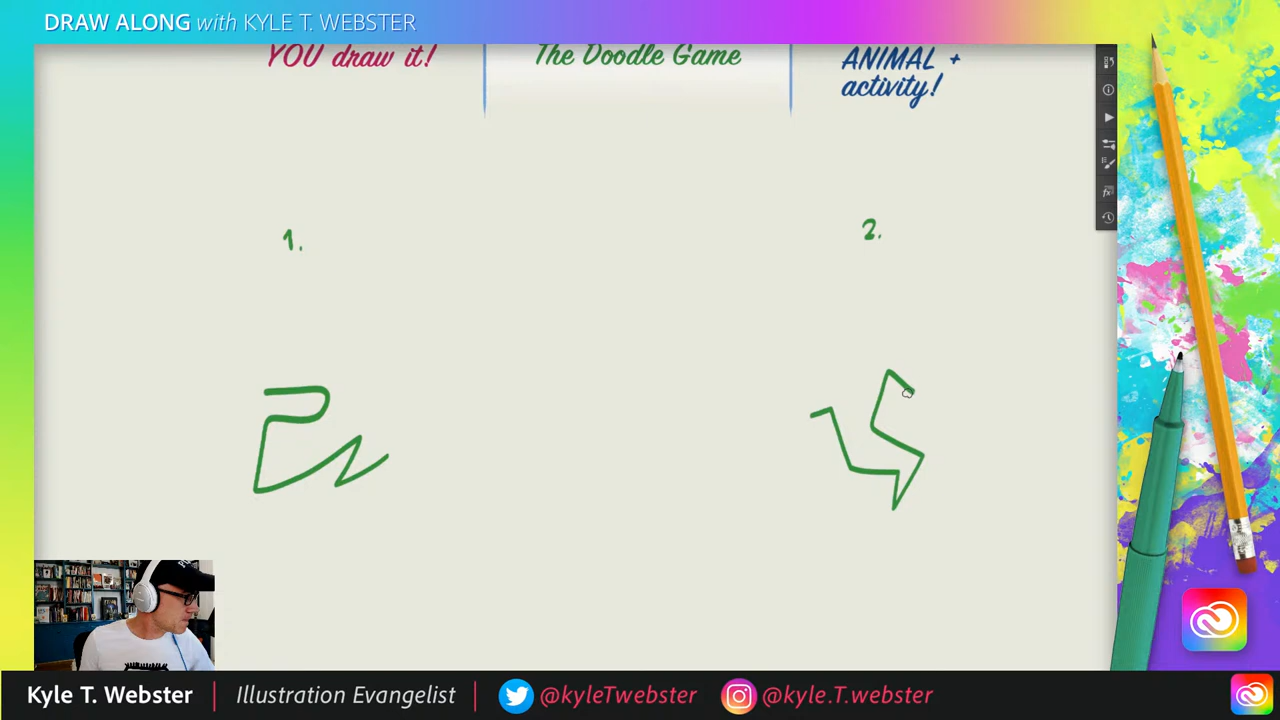 DRAW ALONG with KYLE T. WEBSTER
YOU draw it!
The Doodle Game
ANIMAL +
activity!
1.
2.
Kyle T. Webster | Illustration Evangelist | @kyleTwebster @kyle.T.webster